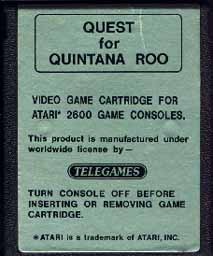 QUEST
for
QUINTANA ROO
VIDEO GAME CARTRIDGE FOR
ATARI* 2600 GAME CONSOLES.
This product is manufactured under
worldwide license by —
TELEGAMES
TURN CONSOLE OFF BEFORE
INSERTING OR REMOVING GAME
CARTRIDGE.
*ATARI is a trademark of ATARI, INC.